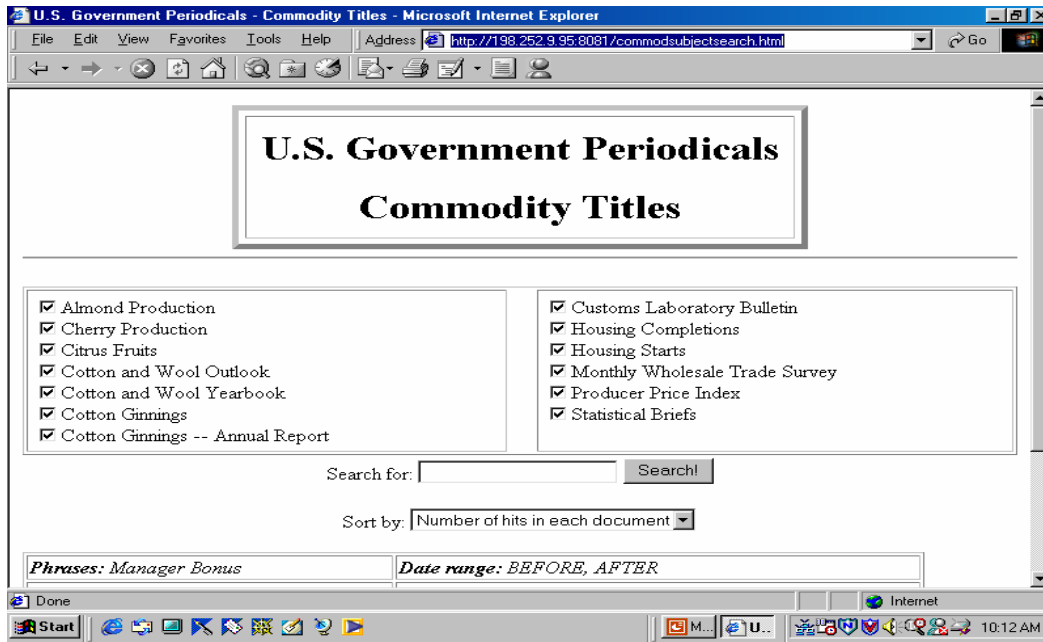 U.S. Government Periodicals - Commodity Titles - Microsoft Internet Explorer
File Edit View Favorites Tools Help Address http://198.252.9.95:8081/commodsubjectsearch.html Go
U.S. Government Periodicals
Commodity Titles
Almond Production
Cherry Production
Citrus Fruits
Cotton and Wool Outlook
Cotton and Wool Yearbook
Cotton Ginnings
Cotton Ginnings -- Annual Report
Customs Laboratory Bulletin
Housing Completions
Housing Starts
Monthly Wholesale Trade Survey
Producer Price Index
Statistical Briefs
Search for: Search!
Sort by: Number of hits in each document
Phrases: Manager Bonus Date range: BEFORE, AFTER
Done Internet
Start M... U.. 10:12 AM